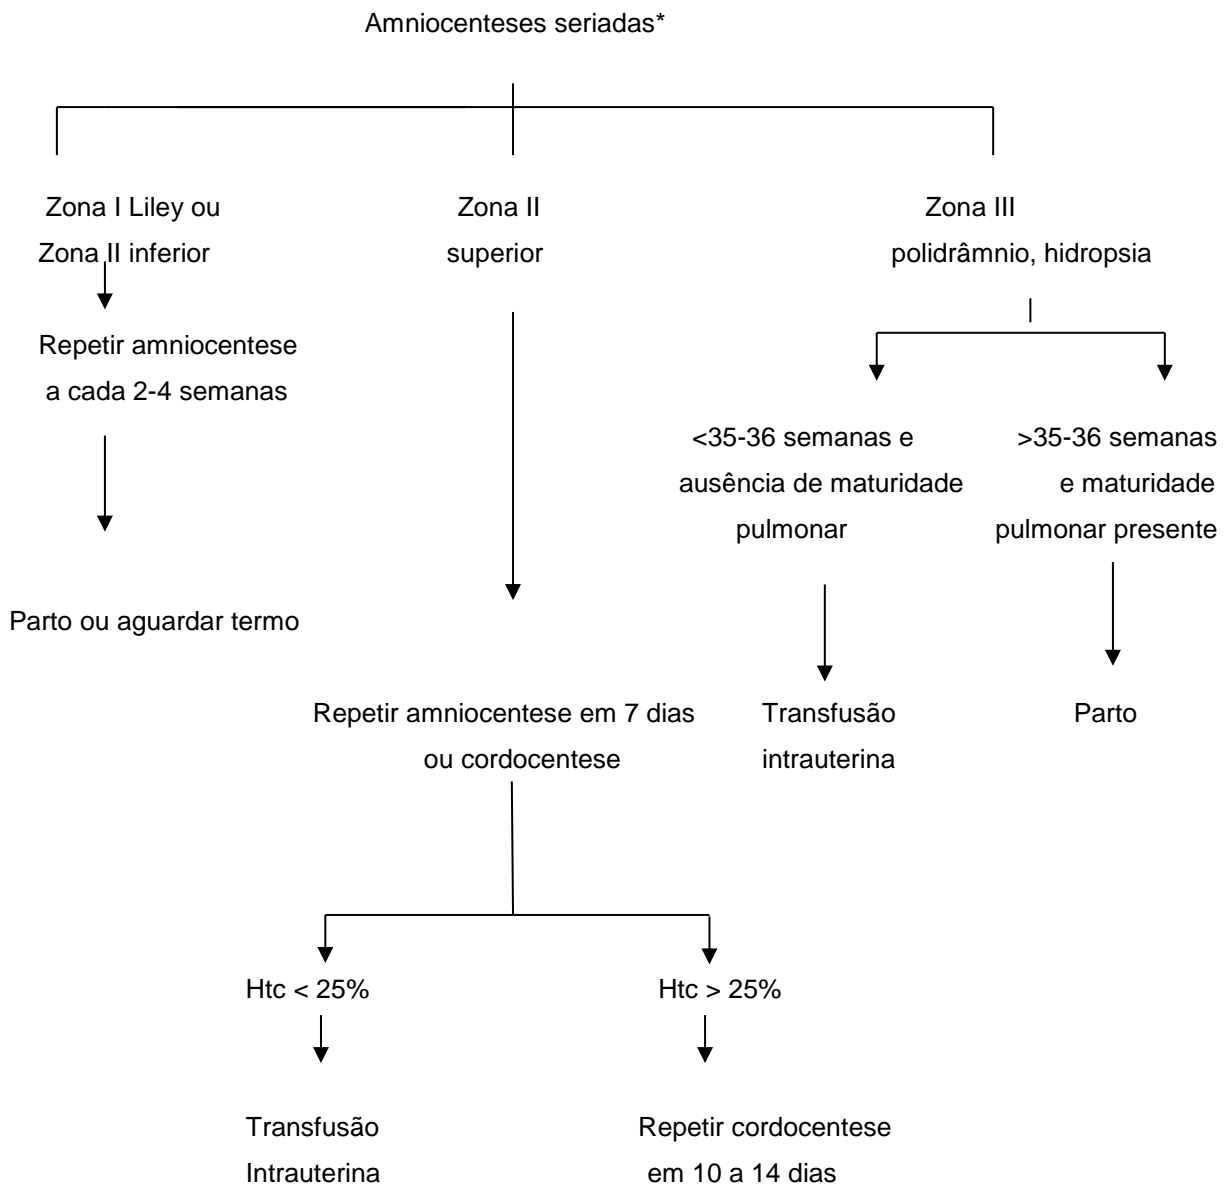 Amniocenteses seriadas*
Zona I Liley ou
Zona II inferior
Zona II
superior
Zona III
polidrâmnio, hidropsia
Repetir amniocentese
a cada 2-4 semanas
<35-36 semanas e
ausência de maturidade
pulmonar
>35-36 semanas
e maturidade
pulmonar presente
Parto ou aguardar termo
Repetir amniocentese em 7 dias
ou cordocentese
Transfusão
intrauterina
Parto
Htc < 25%
Htc > 25%
Transfusão
Intrauterina
Repetir cordocentese
em 10 a 14 dias